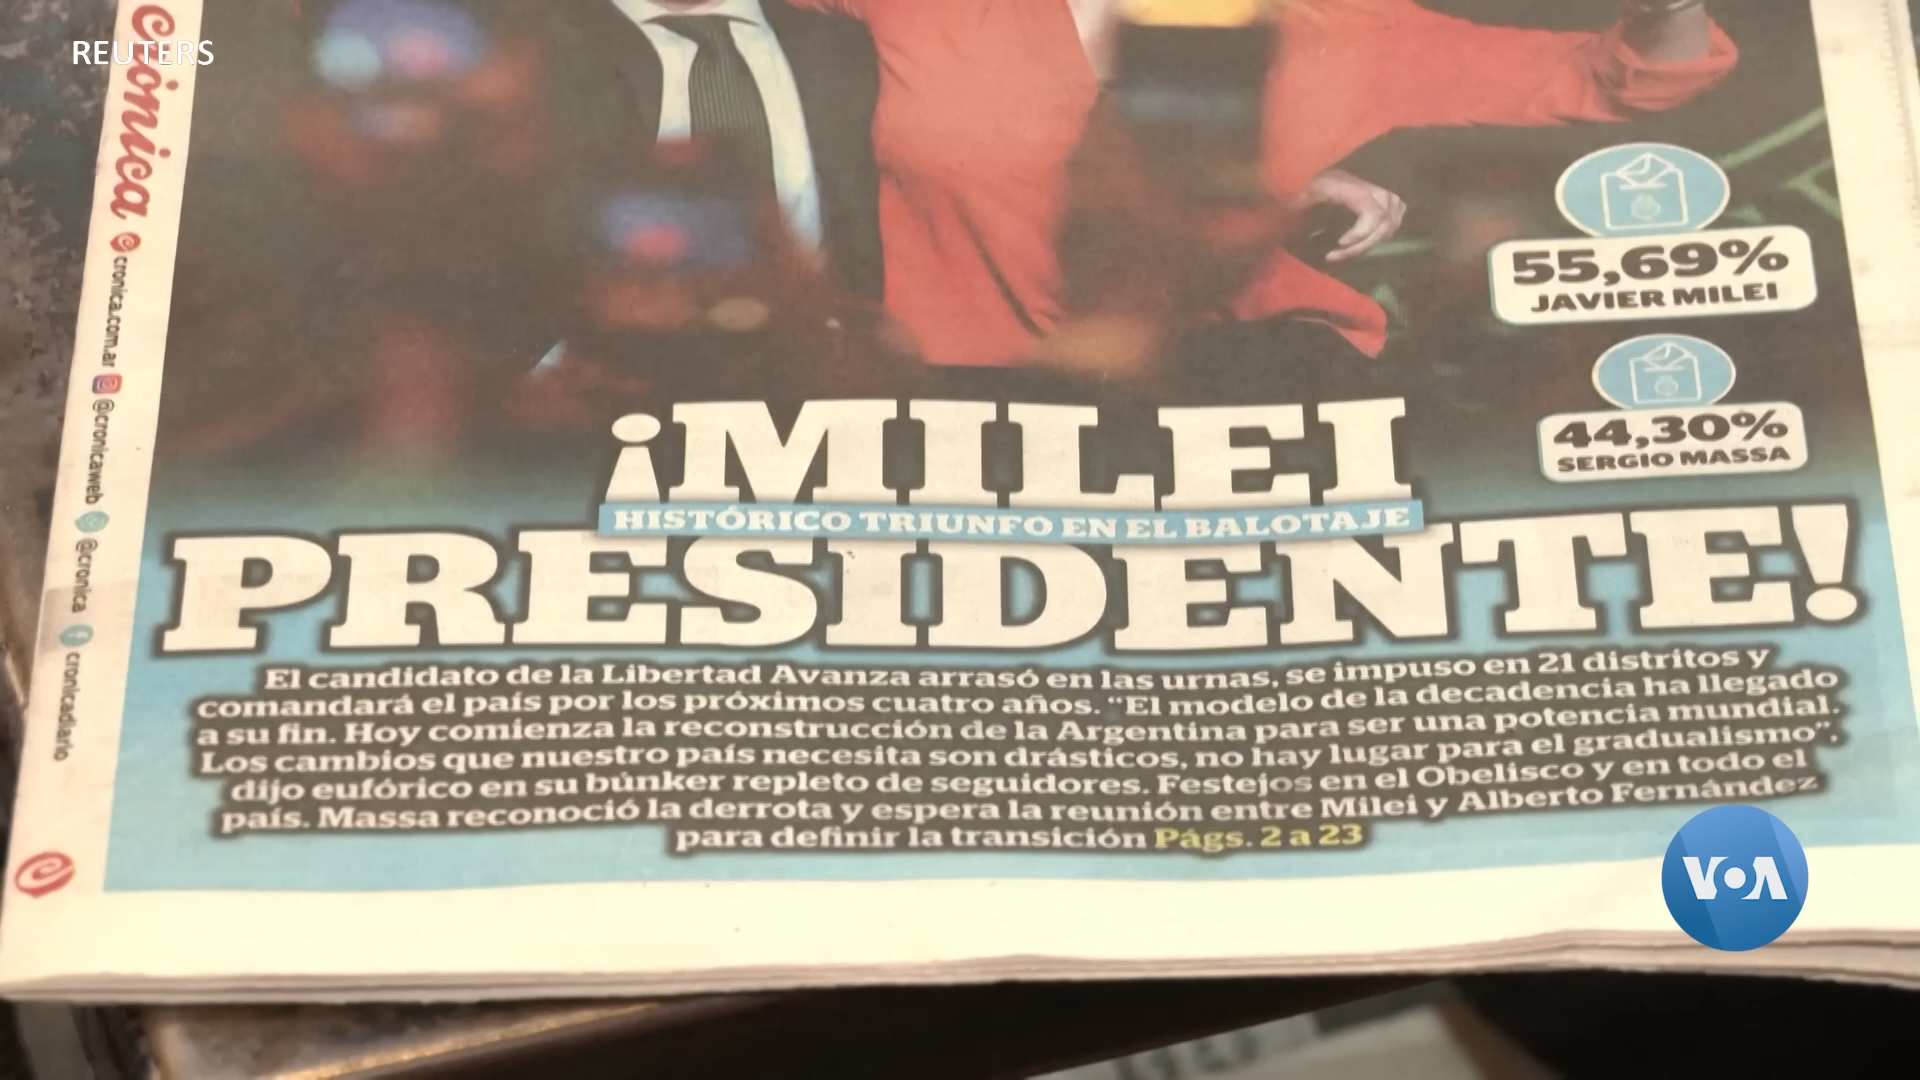 REUTERS
crónica
cronica.com.ar
@cronicaweb
@cronica
cronicadiario
55,69%
JAVIER MILEI
44,30%
SERGIO MASSA
¡MILEI
HISTÓRICO TRIUNFO EN EL BALOTAJE
PRESIDENTE!
El candidato de la Libertad Avanza arrasó en las urnas, se impuso en 21 distritos y
comandará el país por los próximos cuatro años. “El modelo de la decadencia ha llegado
a su fin. Hoy comienza la reconstrucción de la Argentina para ser una potencia mundial.
Los cambios que nuestro país necesita son drásticos, no hay lugar para el gradualismo”,
dijo eufórico en su búnker repleto de seguidores. Festejos en el Obelisco y en todo el
país. Massa reconoció la derrota y espera la reunión entre Milei y Alberto Fernández
para definir la transición Págs. 2 a 23
VOA